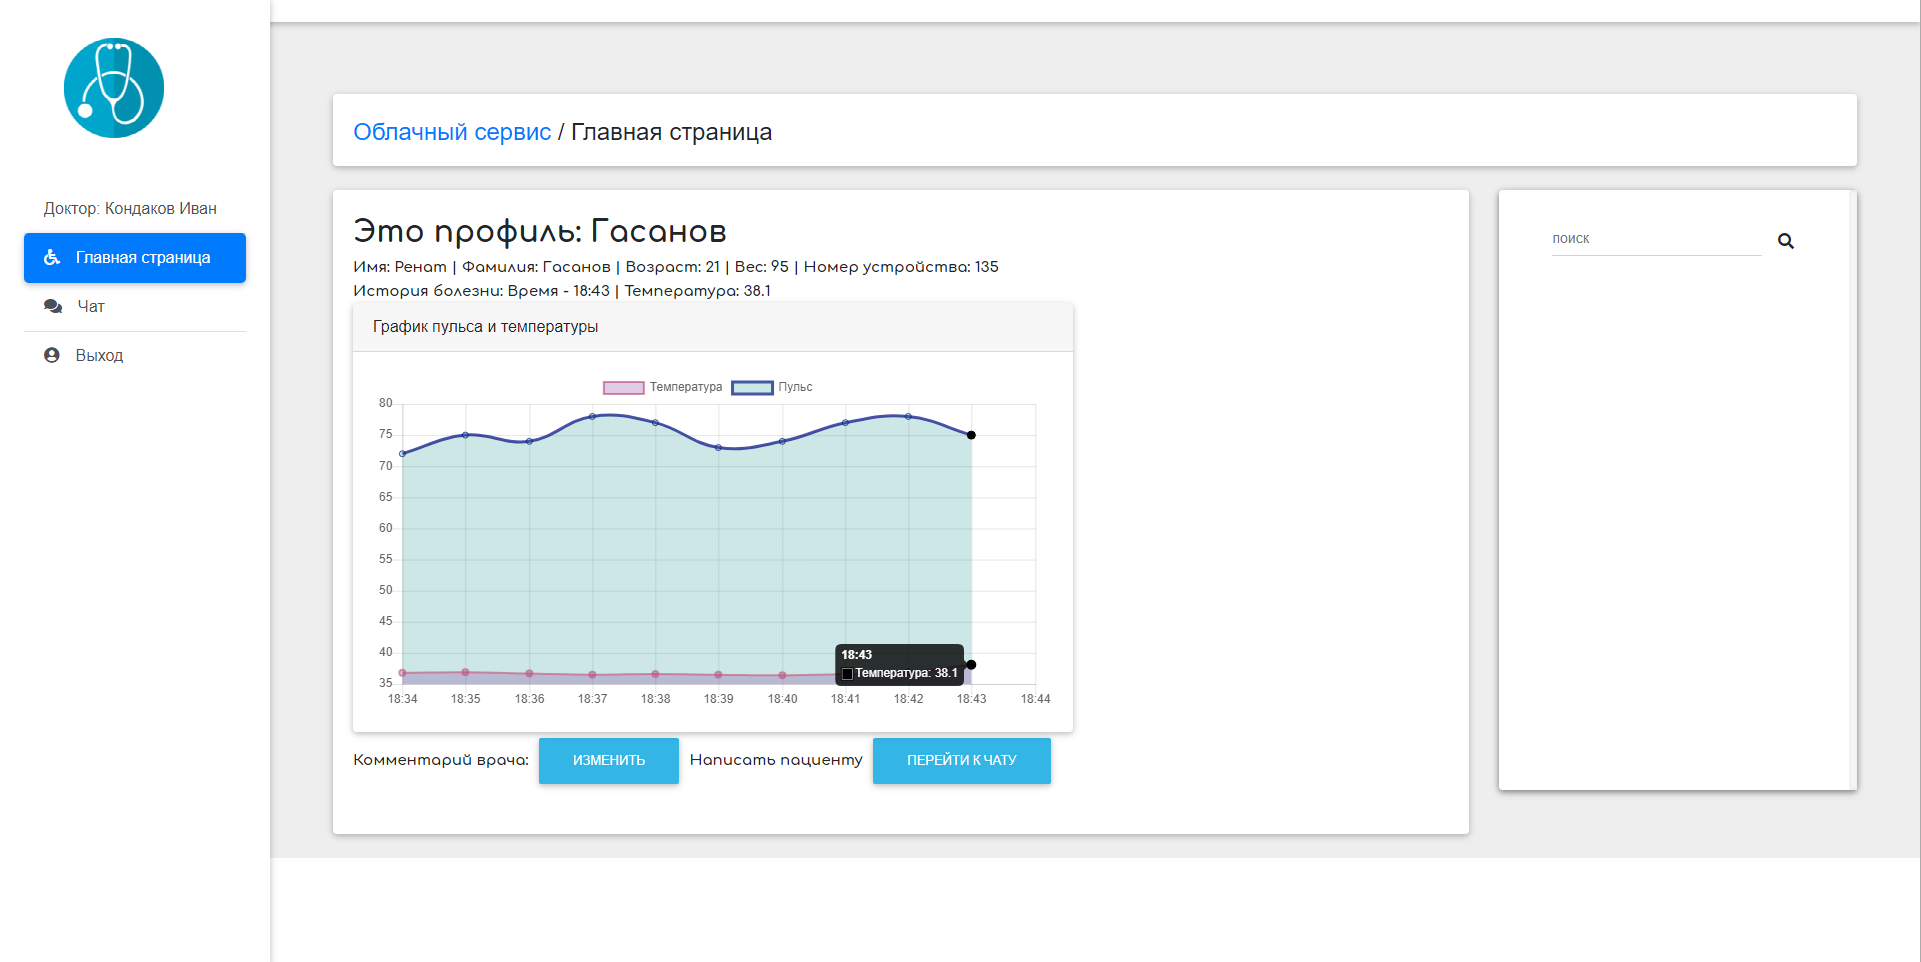 Доктор: Кондаков Иван
Главная страница
Чат
Выход
Облачный сервис / Главная страница
Это профиль: Гасанов
Имя: Ренат | Фамилия: Гасанов | Возраст: 21 | Вес: 95 | Номер устройства: 135
История болезни: Время - 18:43 | Температура: 38.1
График пульса и температуры
Температура Пульс
80
75
70
65
60
55
50
45
40
35
18:43
Температура: 38.1
18:34 18:35 18:36 18:37 18:38 18:39 18:40 18:41 18:42 18:43 18:44
Комментарий врача: ИЗМЕНИТЬ Написать пациенту ПЕРЕЙТИ К ЧАТУ
поиск